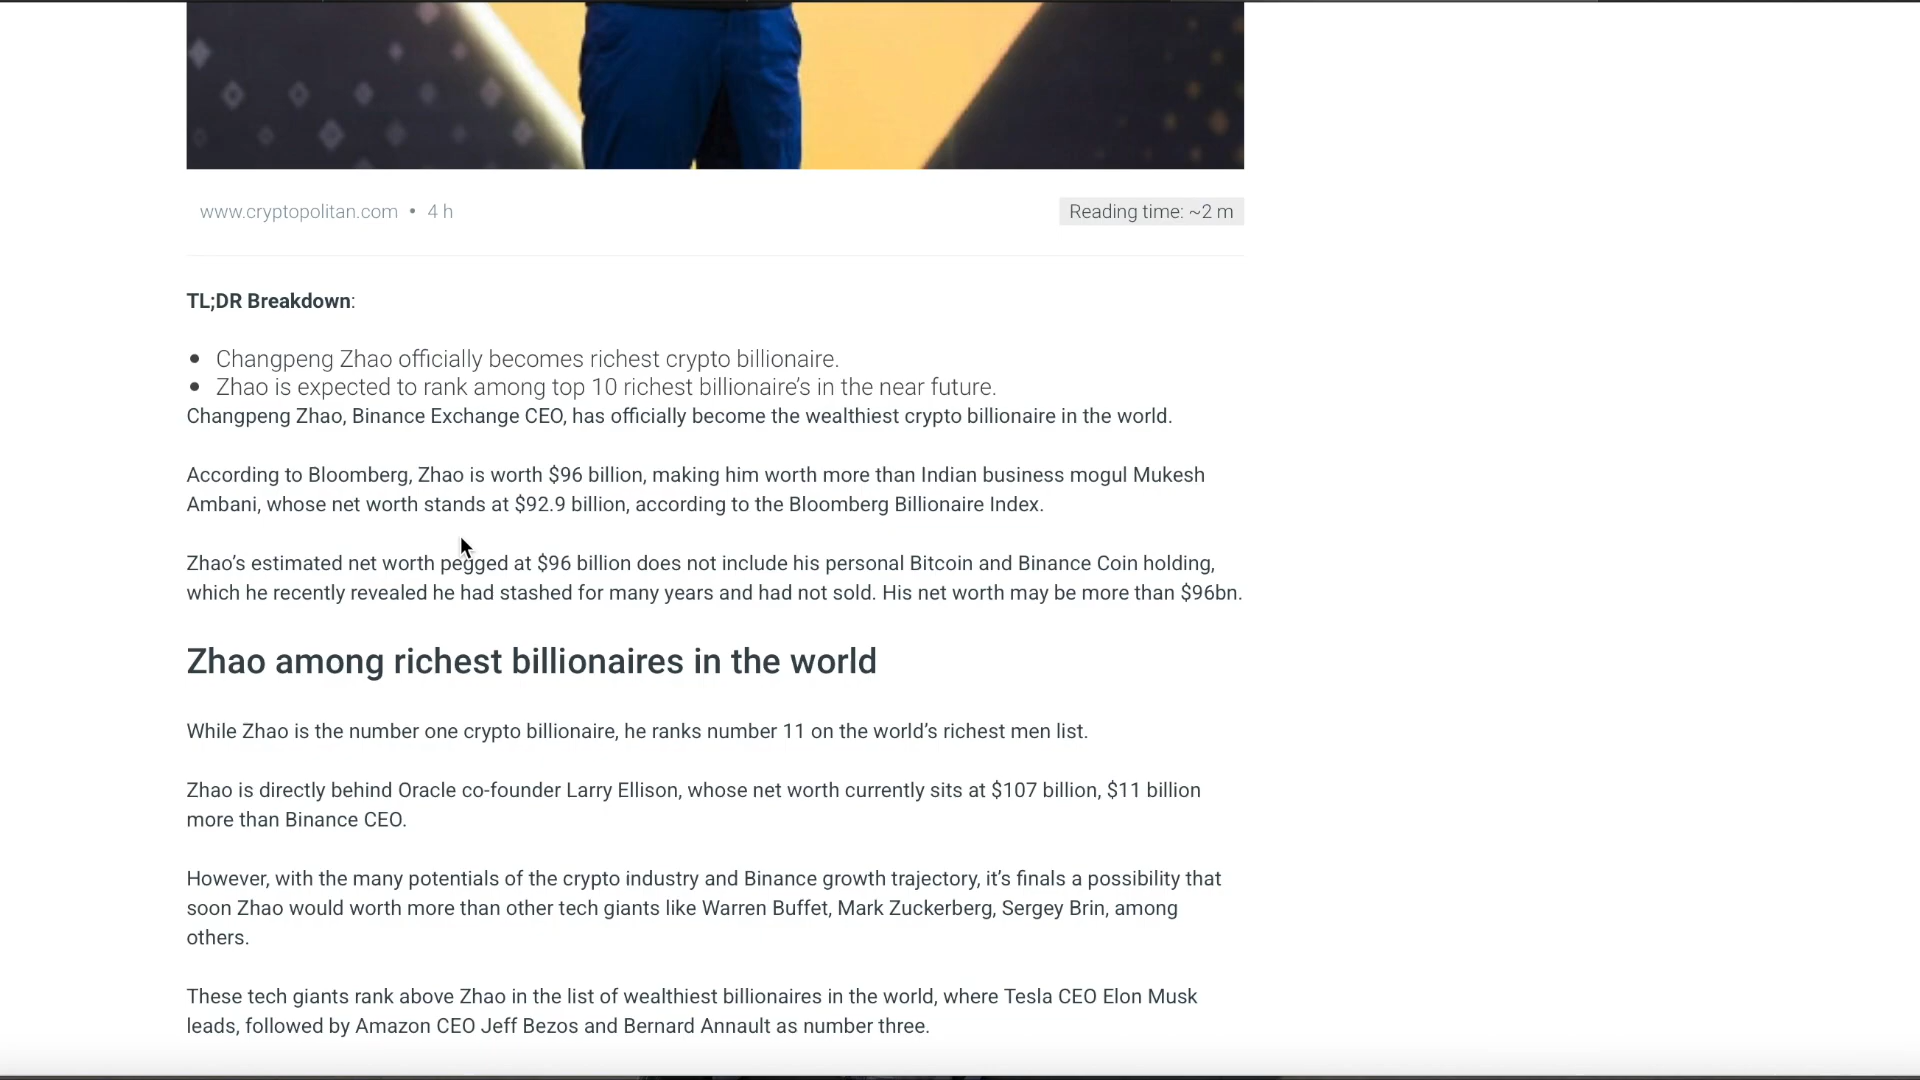 www.cryptopolitan.com • 4 h
Reading time: ~2 m
TL;DR Breakdown:
• Changpeng Zhao officially becomes richest crypto billionaire.
• Zhao is expected to rank among top 10 richest billionaire’s in the near future.
Changpeng Zhao, Binance Exchange CEO, has officially become the wealthiest crypto billionaire in the world.
According to Bloomberg, Zhao is worth $96 billion, making him worth more than Indian business mogul Mukesh
Ambani, whose net worth stands at $92.9 billion, according to the Bloomberg Billionaire Index.
Zhao’s estimated net worth pegged at $96 billion does not include his personal Bitcoin and Binance Coin holding,
which he recently revealed he had stashed for many years and had not sold. His net worth may be more than $96bn.
Zhao among richest billionaires in the world
While Zhao is the number one crypto billionaire, he ranks number 11 on the world’s richest men list.
Zhao is directly behind Oracle co-founder Larry Ellison, whose net worth currently sits at $107 billion, $11 billion
more than Binance CEO.
However, with the many potentials of the crypto industry and Binance growth trajectory, it’s finals a possibility that
soon Zhao would worth more than other tech giants like Warren Buffet, Mark Zuckerberg, Sergey Brin, among
others.
These tech giants rank above Zhao in the list of wealthiest billionaires in the world, where Tesla CEO Elon Musk
leads, followed by Amazon CEO Jeff Bezos and Bernard Annault as number three.